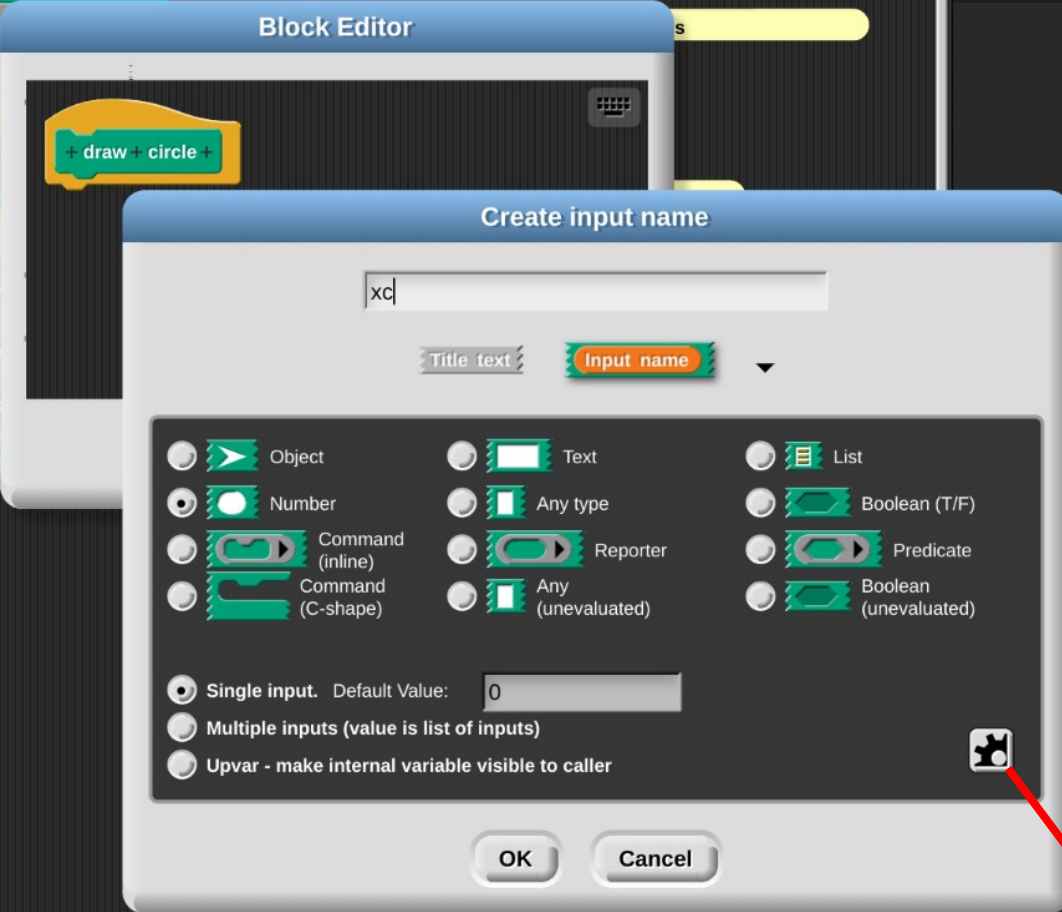 Block Editor
s
+ draw + circle +
Create input name
xc
Title text
Input name
Object
Text
List
Number
Any type
Boolean (T/F)
Command
(inline)
Reporter
Predicate
Command
(C-shape)
Any
(unevaluated)
Boolean
(unevaluated)
Single input. Default Value: 0
Multiple inputs (value is list of inputs)
Upvar - make internal variable visible to caller
OK
Cancel